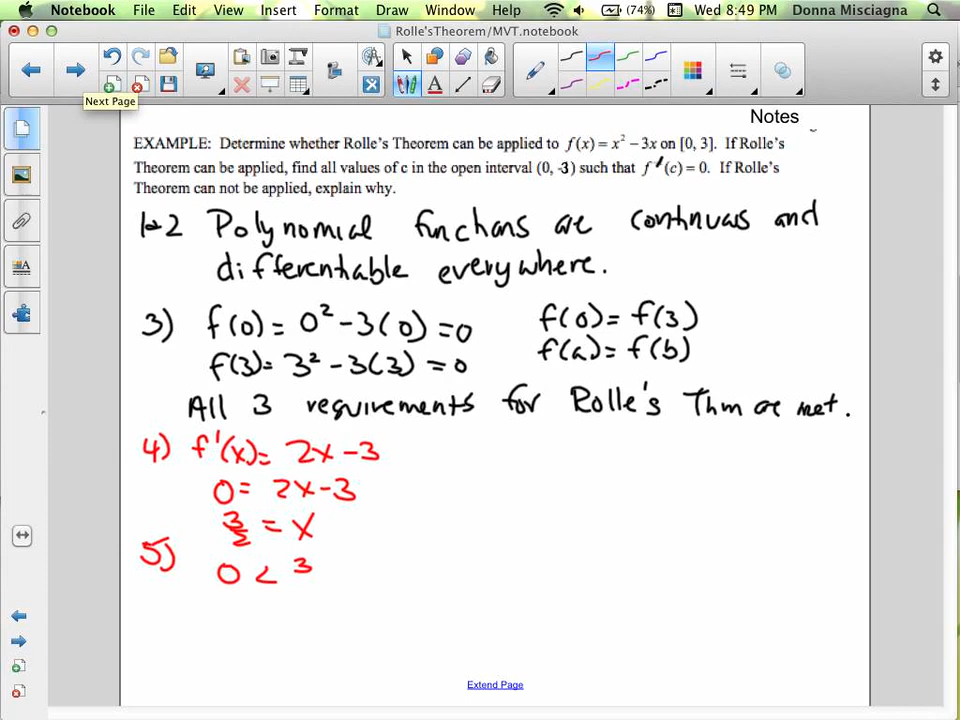 Notebook File Edit View Insert Format Draw Window Help (74%) Wed 8:49 PM Donna Misciagna
Rolle'sTheorem/MVT.notebook
Next Page
Notes
EXAMPLE: Determine whether Rolle's Theorem can be applied to f(x) = x² − 3x on [0, 3]. If Rolle's
Theorem can be applied, find all values of c in the open interval (0, -3) such that f '(c) = 0. If Rolle's
Theorem can not be applied, explain why.
1+2 Polynomial functions are continuous and
differentiable everywhere.
3) f(0) = 0² - 3(0) = 0 f(0) = f(3)
f(3) = 3² - 3(3) = 0 f(a) = f(b)
All 3 requirements for Rolle's Thm are met.
4) f'(x) = 2x - 3
0 = 2x - 3
3/2 = x
5)
0 < 3
Extend Page